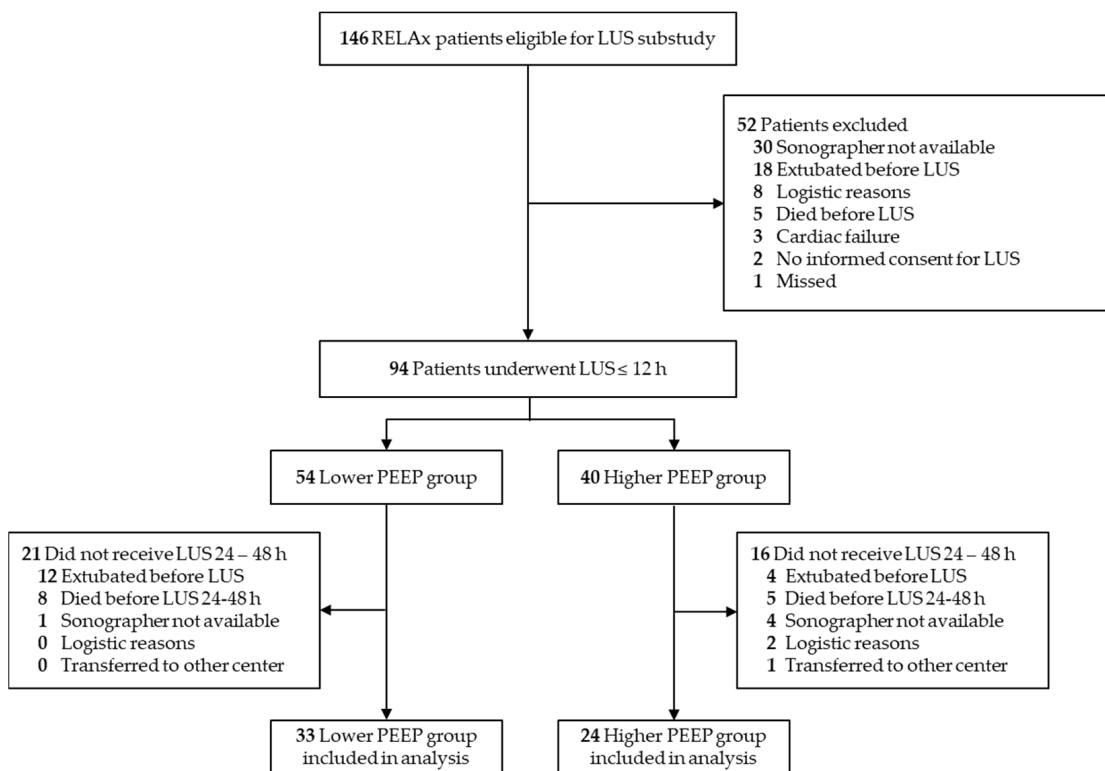 146 RELAx patients eligible for LUS substudy
52 Patients excluded
30 Sonographer not available
18 Extubated before LUS
8 Logistic reasons
5 Died before LUS
3 Cardiac failure
2 No informed consent for LUS
1 Missed
94 Patients underwent LUS ≤ 12 h
54 Lower PEEP group
40 Higher PEEP group
21 Did not receive LUS 24 – 48 h
12 Extubated before LUS
8 Died before LUS 24-48 h
1 Sonographer not available
0 Logistic reasons
0 Transferred to other center
16 Did not receive LUS 24 – 48 h
4 Extubated before LUS
5 Died before LUS 24-48 h
4 Sonographer not available
2 Logistic reasons
1 Transferred to other center
33 Lower PEEP group
included in analysis
24 Higher PEEP group
included in analysis